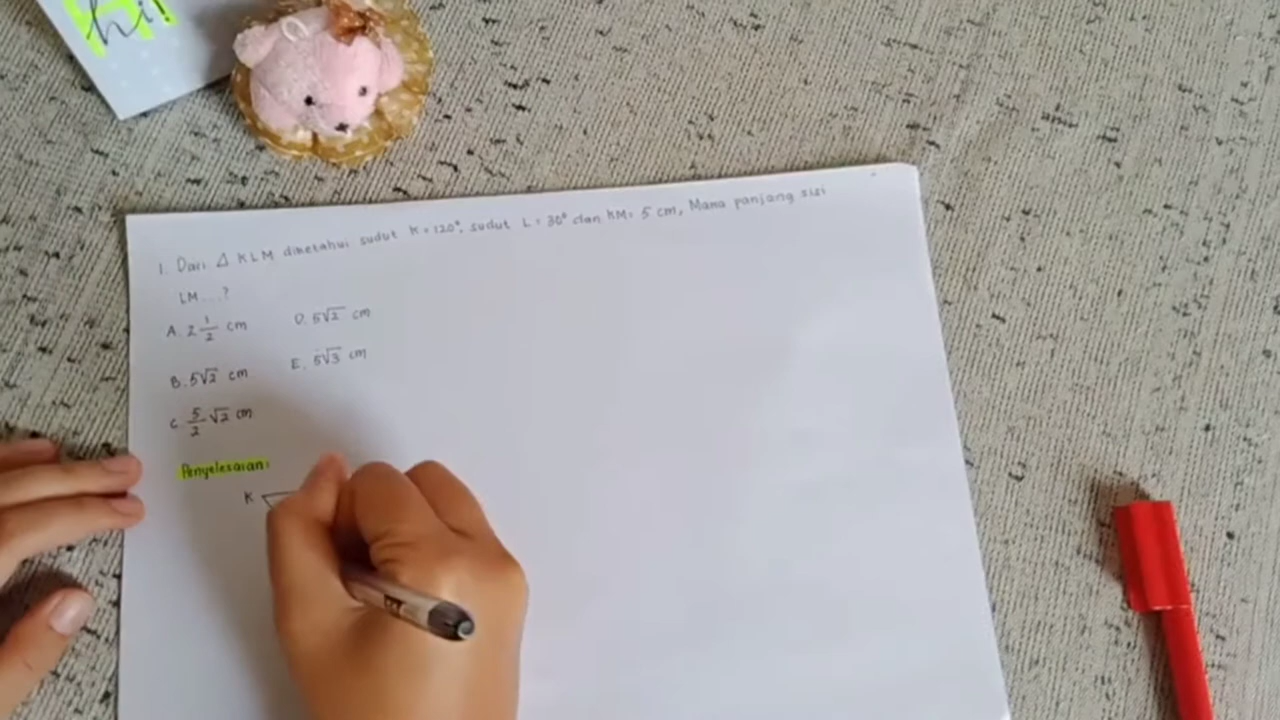 hi!
1. Dari Δ KLM diketahui sudut K = 120°, sudut L = 30° dan KM = 5 cm, Maka panjang sisi
LM...?
A. 2 1/2 cm D. 5√2 cm
B. 5√2 cm E. 5√3 cm
C. 5/2 √2 cm
Penyelesaian:
K